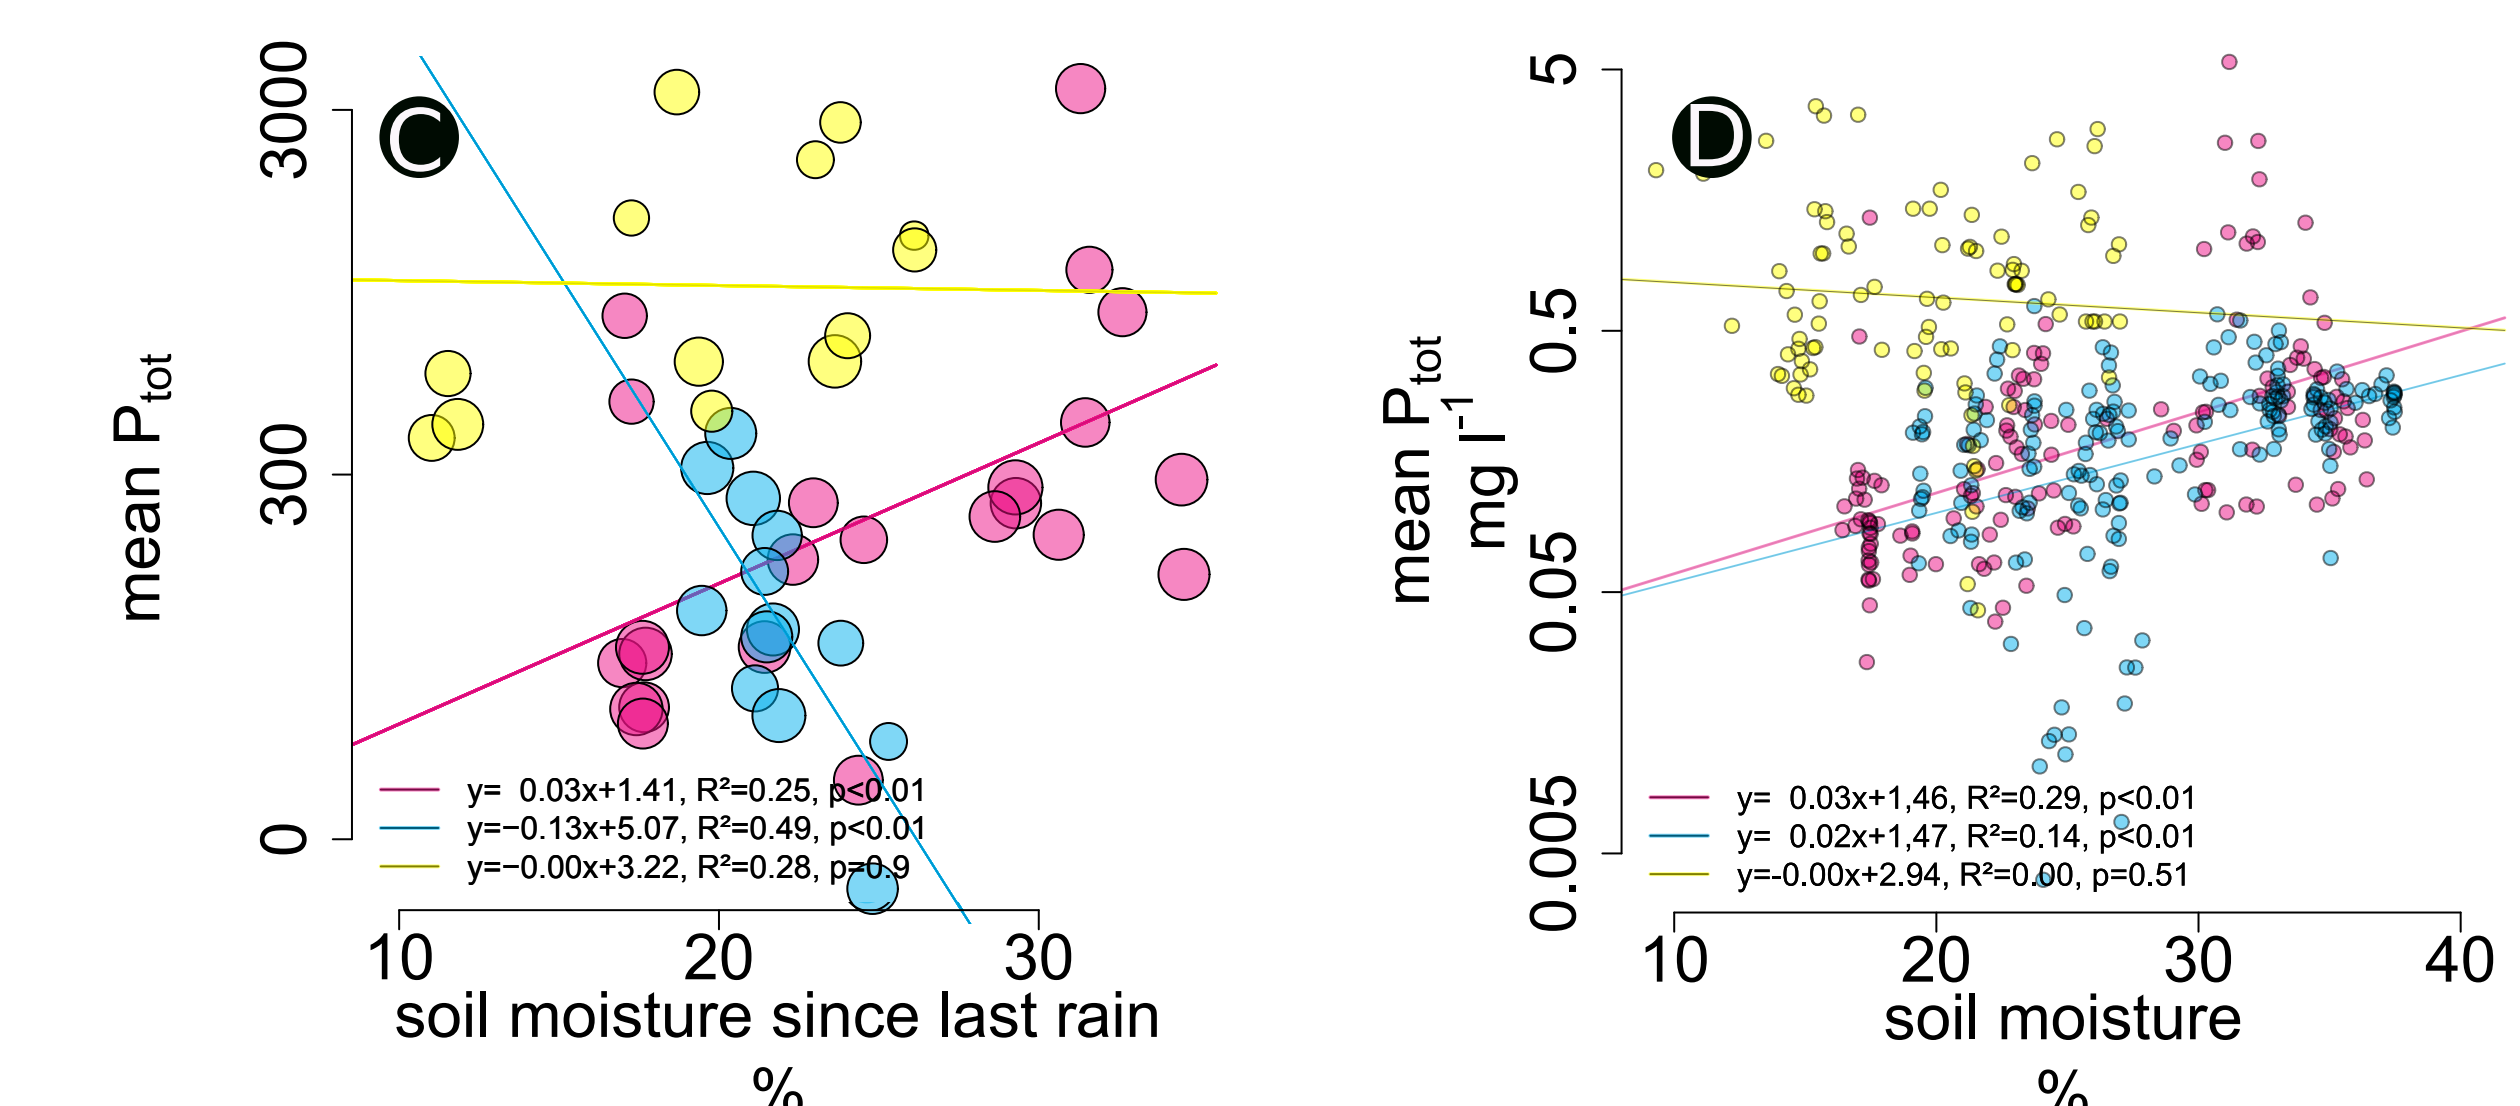 C
mean Ptot
3000
300
0
y= 0.03x+1.41, R²=0.25, p<0.01
y=−0.13x+5.07, R²=0.49, p<0.01
y=−0.00x+3.22, R²=0.28, p=0.9
10 20 30
soil moisture since last rain
%
D
mean Ptot
mg l-1
5
0.5
0.05
0.005
y= 0.03x+1,46, R²=0.29, p<0.01
y= 0.02x+1,47, R²=0.14, p<0.01
y=-0.00x+2.94, R²=0.00, p=0.51
10 20 30 40
soil moisture
%